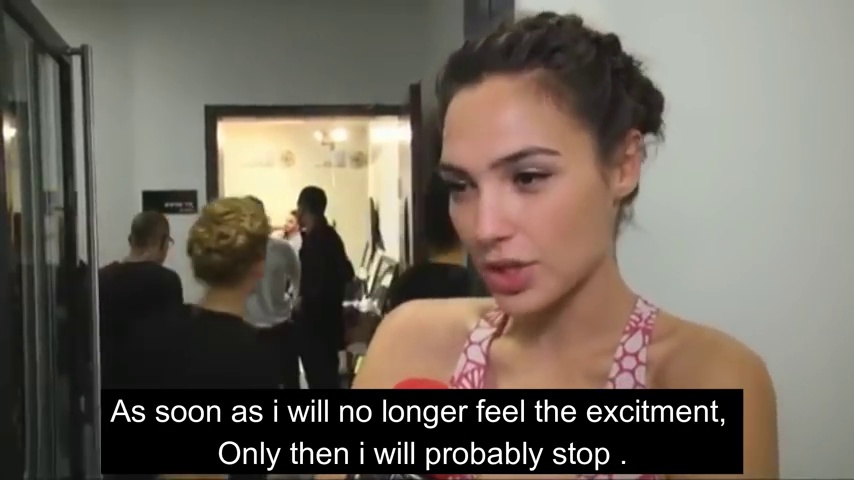 As soon as i will no longer feel the excitment,
Only then i will probably stop .